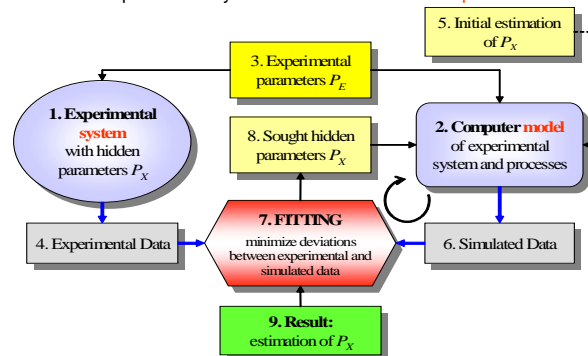 5. Initial estimation
of PX
3. Experimental
parameters PE
1. Experimental
system
with hidden
parameters PX
8. Sought hidden
parameters PX
2. Computer model
of experimental
system and processes
7. FITTING
minimize deviations
between experimental and
simulated data
4. Experimental Data
6. Simulated Data
9. Result:
estimation of PX